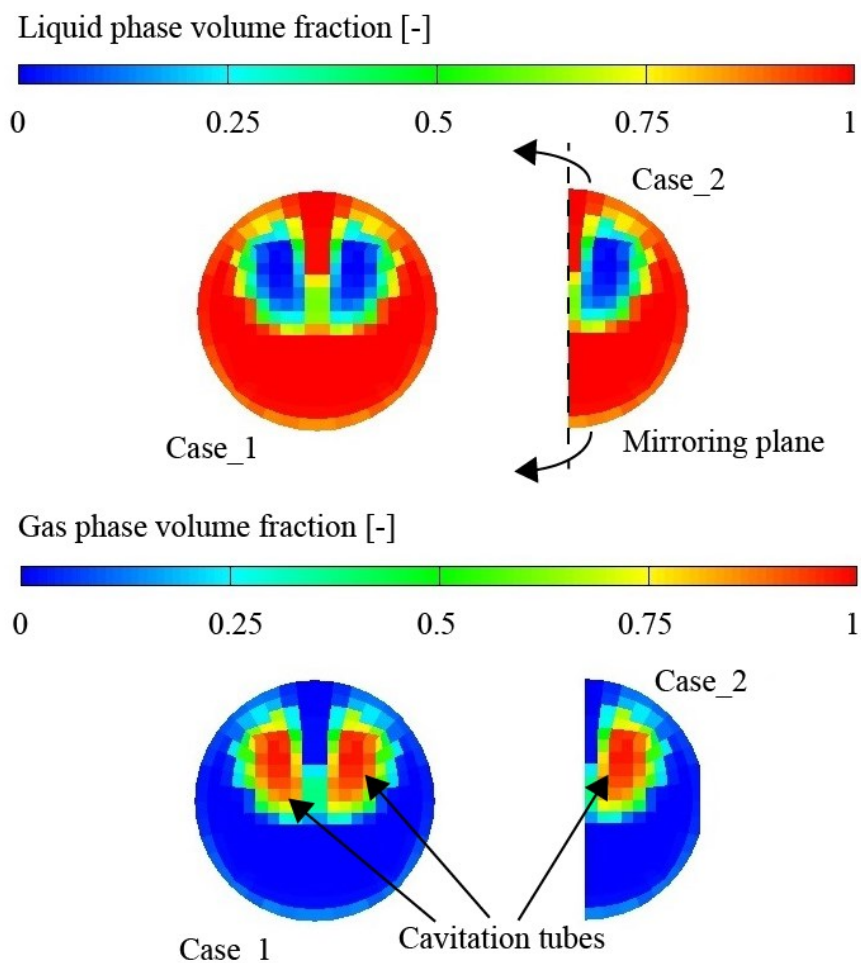 Liquid phase volume fraction [-]
0 0.25 0.5 0.75 1
Case_2
Case_1
Mirroring plane
Gas phase volume fraction [-]
0 0.25 0.5 0.75 1
Case_2
Cavitation tubes
Case_1